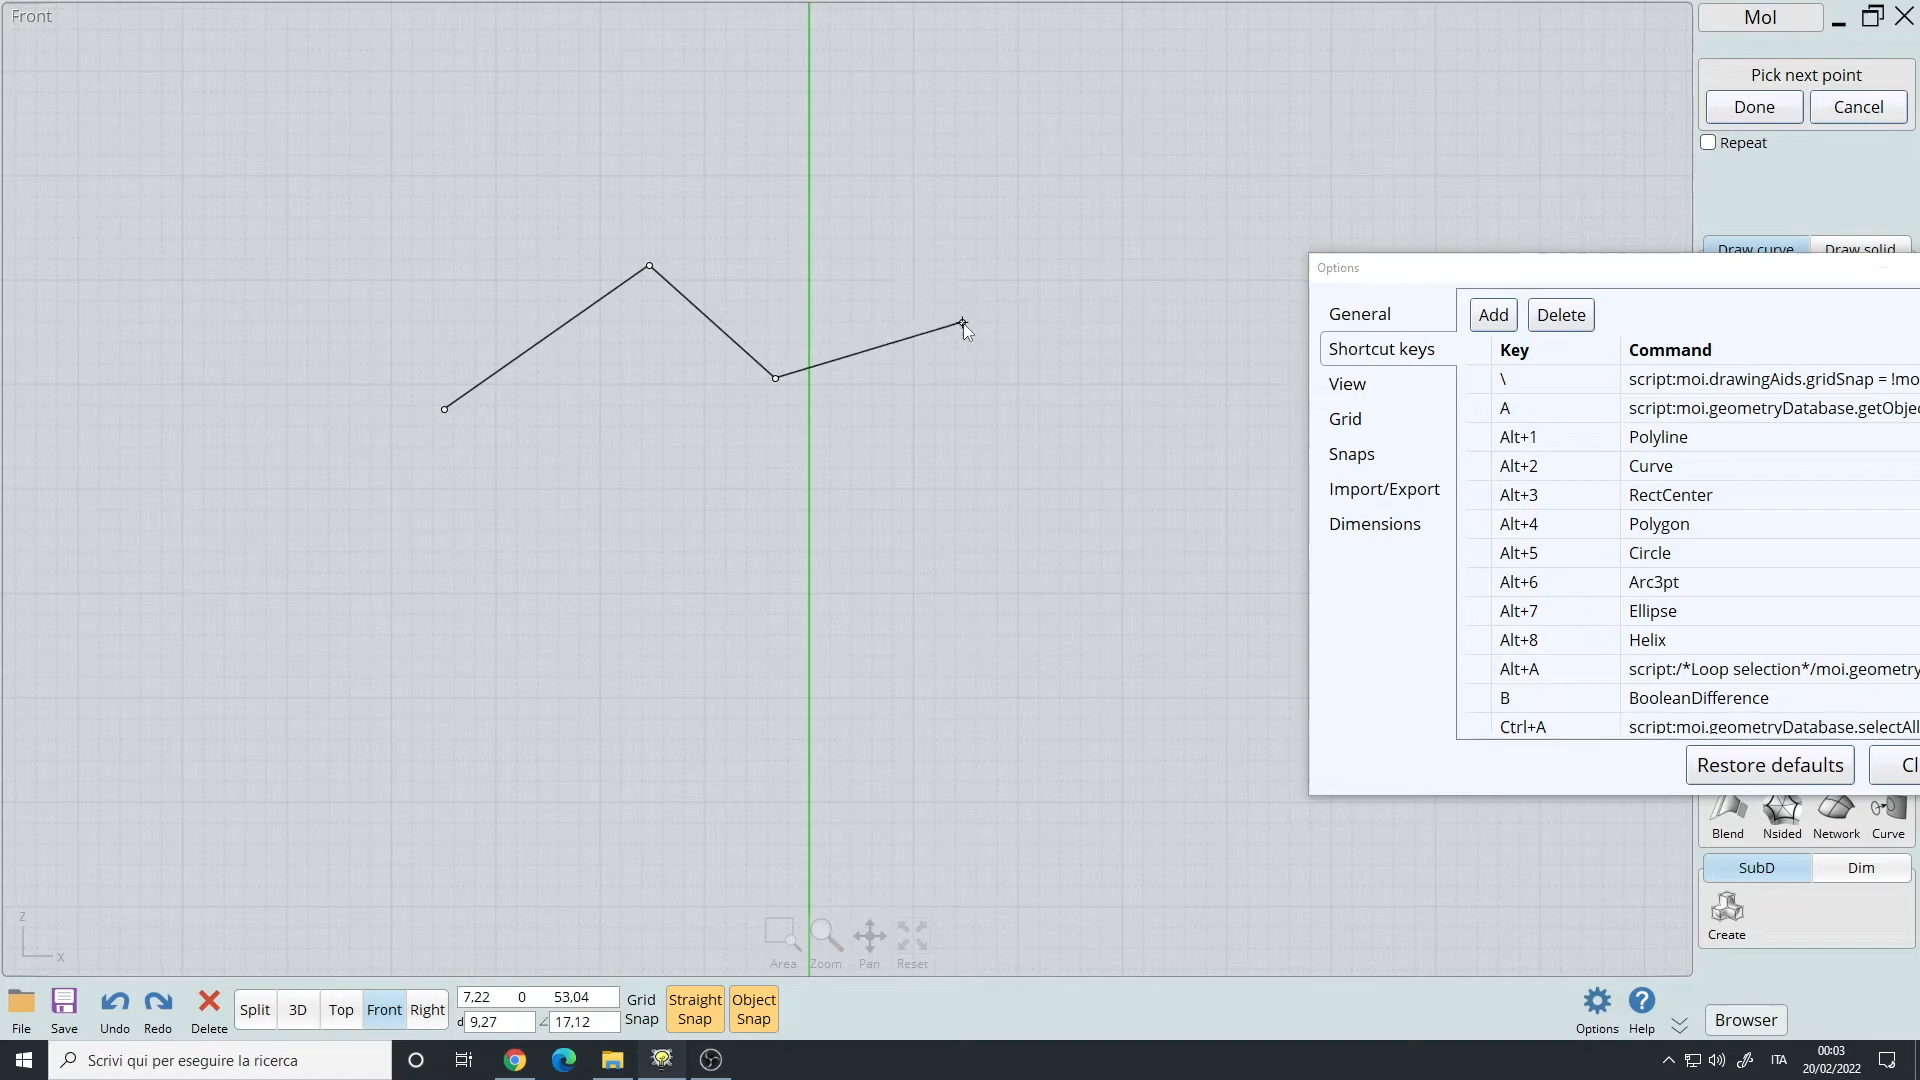 Front
MoI
Pick next point
Done Cancel
Repeat
Draw curve Draw solid
Options
General
Shortcut keys
View
Grid
Snaps
Import/Export
Dimensions
Add Delete
Key Command
\ script:moi.drawingAids.gridSnap = !mo
A script:moi.geometryDatabase.getObjec
Alt+1 Polyline
Alt+2 Curve
Alt+3 RectCenter
Alt+4 Polygon
Alt+5 Circle
Alt+6 Arc3pt
Alt+7 Ellipse
Alt+8 Helix
Alt+A script:/*Loop selection*/moi.geometry
B BooleanDifference
Ctrl+A script:moi.geometryDatabase.selectAll
Restore defaults Cl
Blend Nsided Network Curve
SubD Dim
Create
z
x
Area Zoom Pan Reset
File Save Undo Redo Delete
Split 3D Top Front Right
7,22 0 53,04
d 9,27 ∠ 17,12
Grid Snap
Straight Snap
Object Snap
Options Help
Browser
Scrivi qui per eseguire la ricerca
ITA
00:03
20/02/2022